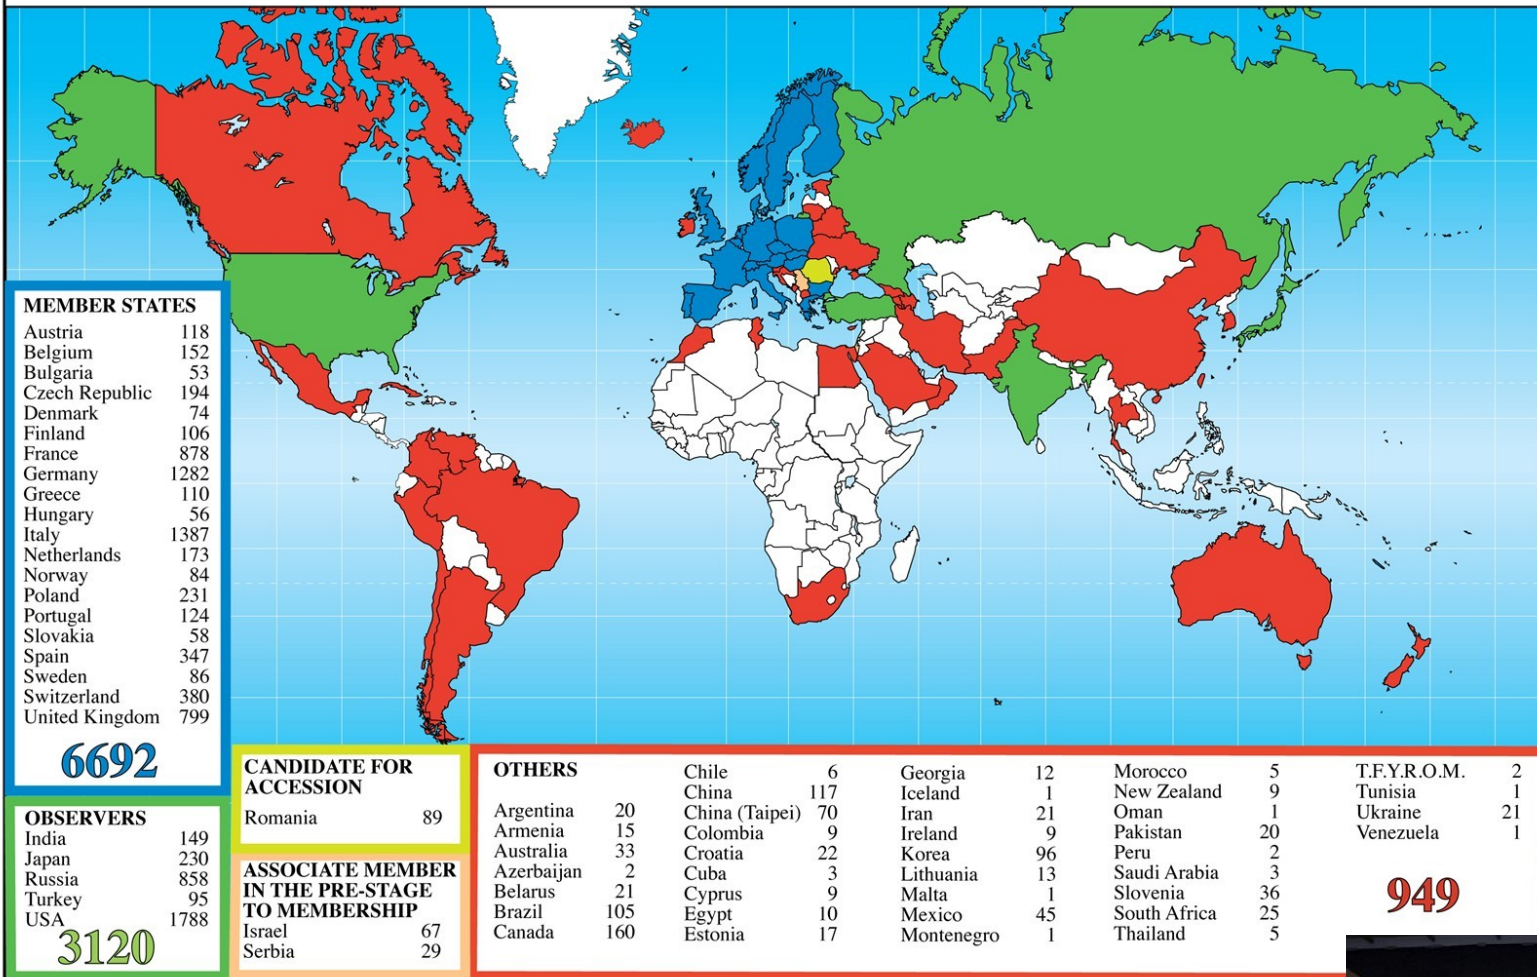 MEMBER STATES
Austria 118
Belgium 152
Bulgaria 53
Czech Republic 194
Denmark 74
Finland 106
France 878
Germany 1282
Greece 110
Hungary 56
Italy 1387
Netherlands 173
Norway 84
Poland 231
Portugal 124
Slovakia 58
Spain 347
Sweden 86
Switzerland 380
United Kingdom 799
6692
OBSERVERS
India 149
Japan 230
Russia 858
Turkey 95
USA 1788
3120
CANDIDATE FOR
ACCESSION
Romania 89
ASSOCIATE MEMBER
IN THE PRE-STAGE
TO MEMBERSHIP
Israel 67
Serbia 29
OTHERS
Argentina 20
Armenia 15
Australia 33
Azerbaijan 2
Belarus 21
Brazil 105
Canada 160
Chile 6
China 117
China (Taipei) 70
Colombia 9
Croatia 22
Cuba 3
Cyprus 9
Egypt 10
Estonia 17
Georgia 12
Iceland 1
Iran 21
Ireland 9
Korea 96
Lithuania 13
Malta 1
Mexico 45
Montenegro 1
Morocco 5
New Zealand 9
Oman 1
Pakistan 20
Peru 2
Saudi Arabia 3
Slovenia 36
South Africa 25
Thailand 5
T.F.Y.R.O.M. 2
Tunisia 1
Ukraine 21
Venezuela 1
949